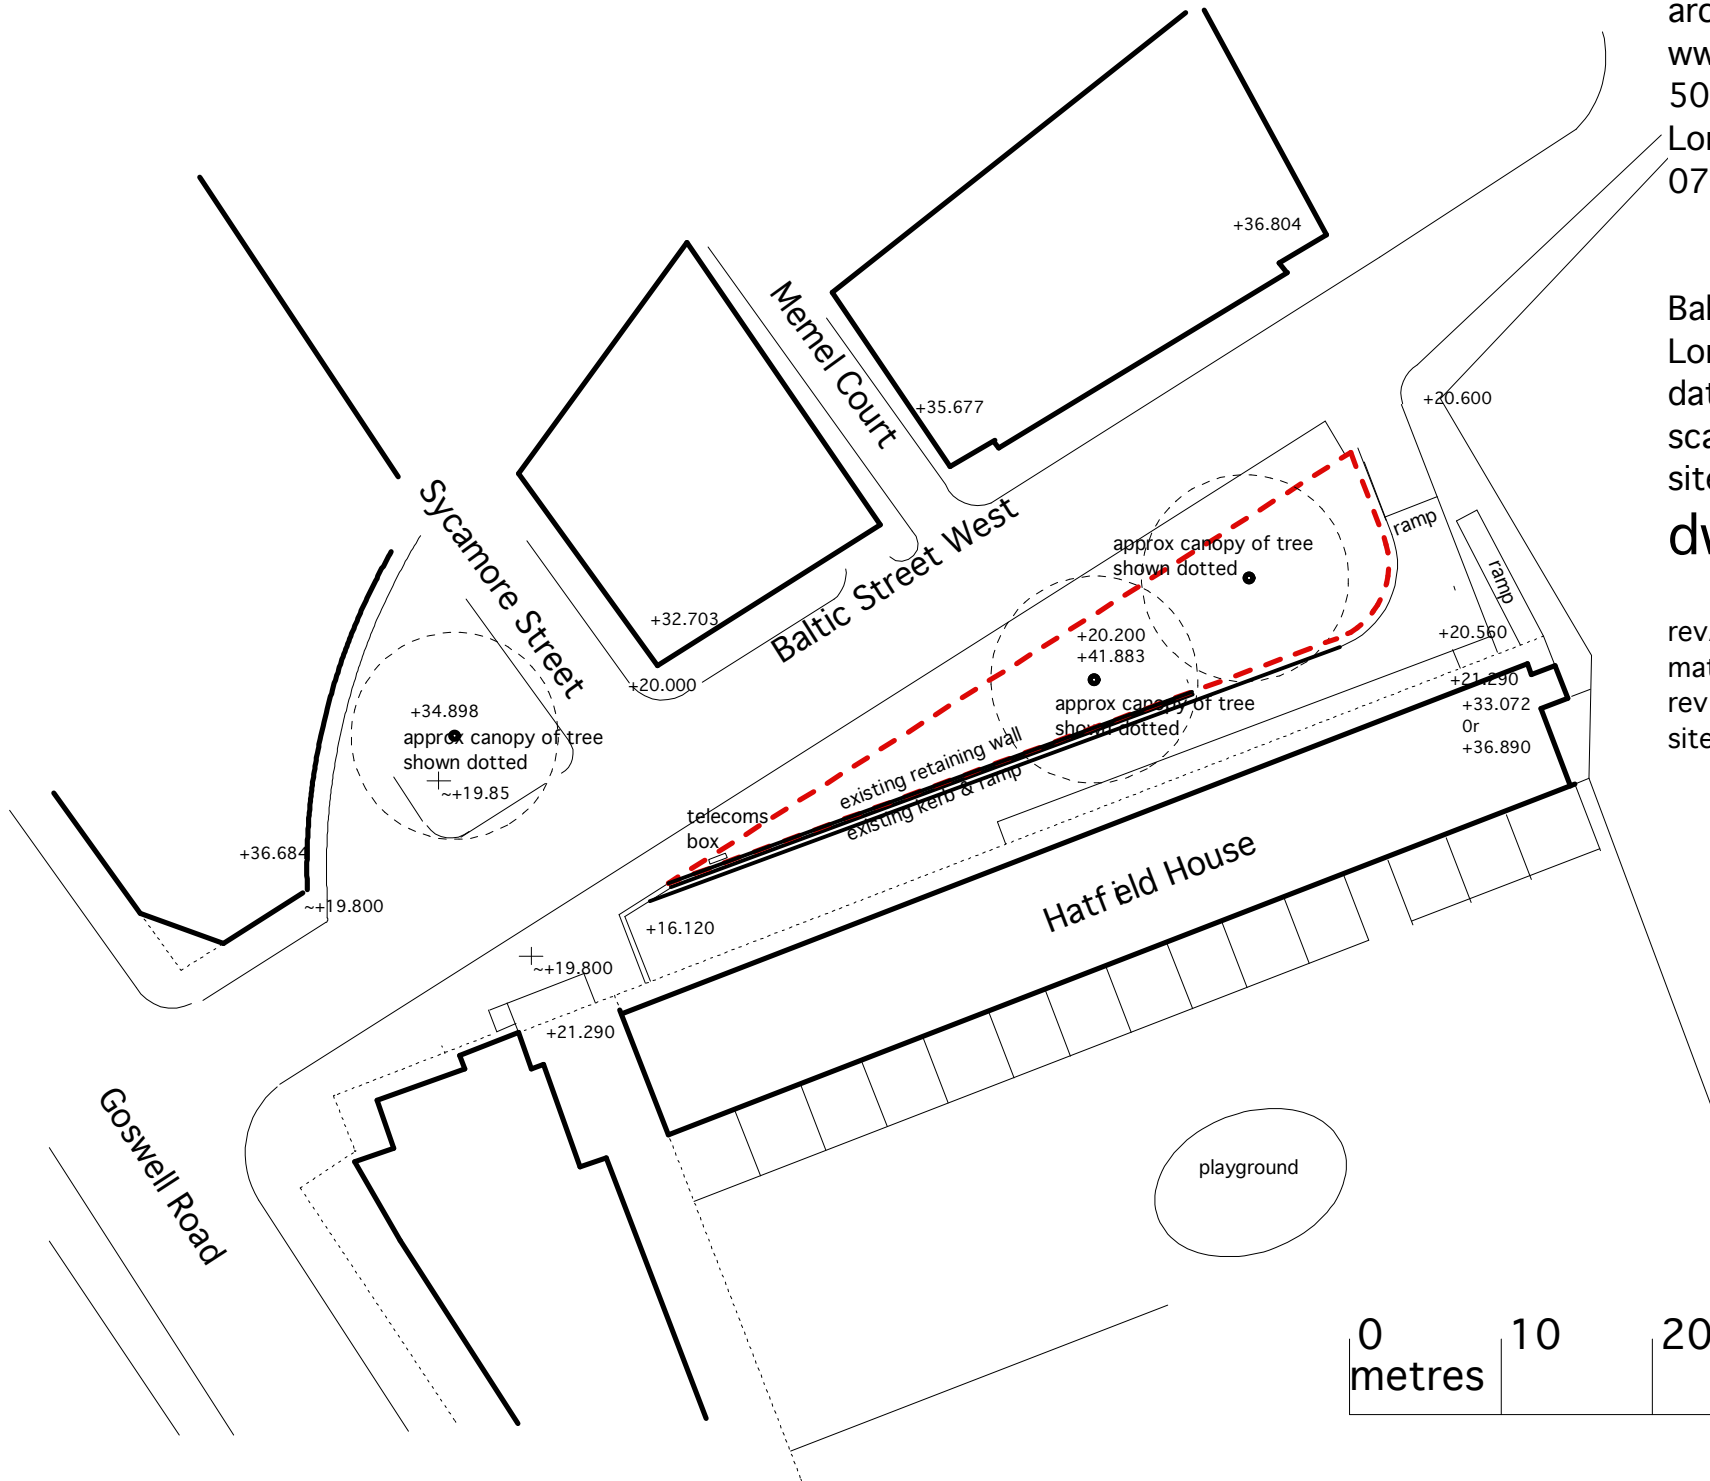 +36.804
Memel Court
+35.677
+20.600
Sycamore Street
Baltic Street West
ramp
approx canopy of tree
shown dotted
ramp
+32.703
+20.200
+41.883
+20.560
+20.000
+21.290
+33.072
0r
+36.890
approx canopy of tree
shown dotted
+34.898
approx canopy of tree
shown dotted
~+19.85
existing retaining wall
existing kerb & ramp
telecoms
box
+36.684
~+19.800
Hatfield House
+16.120
~+19.800
+21.290
Goswell Road
playground
0
10
20
metres
50
07
rev
site